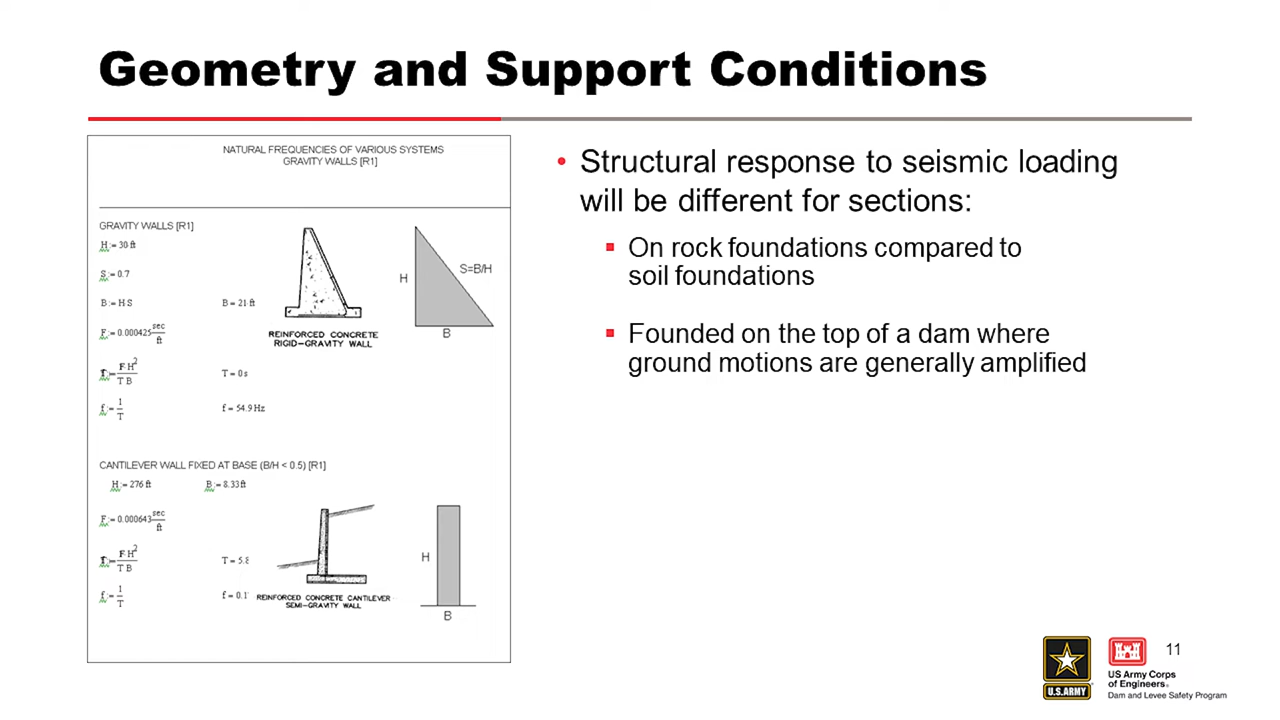 Geometry and Support Conditions
NATURAL FREQUENCIES OF VARIOUS SYSTEMS
GRAVITY WALLS [R1]
GRAVITY WALLS [R1]
H := 30 ft
S := 0.7
B := H S
B = 21 ft
F := 0.000425 sec/ft
T := F H² / T B
T = 0 s
f := 1/T
f = 54.9 Hz
REINFORCED CONCRETE
RIGID-GRAVITY WALL
H
S=B/H
B
CANTILEVER WALL FIXED AT BASE (B/H < 0.5) [R1]
H := 276 ft
B := 8.33 ft
F := 0.000643 sec/ft
T := F H² / T B
T = 5.8
f := 1/T
f = 0.1
REINFORCED CONCRETE CANTILEVER
SEMI-GRAVITY WALL
H
B
• Structural response to seismic loading
will be different for sections:
▪ On rock foundations compared to
soil foundations
▪ Founded on the top of a dam where
ground motions are generally amplified
U.S.ARMY
US Army Corps
of Engineers®
Dam and Levee Safety Program
11